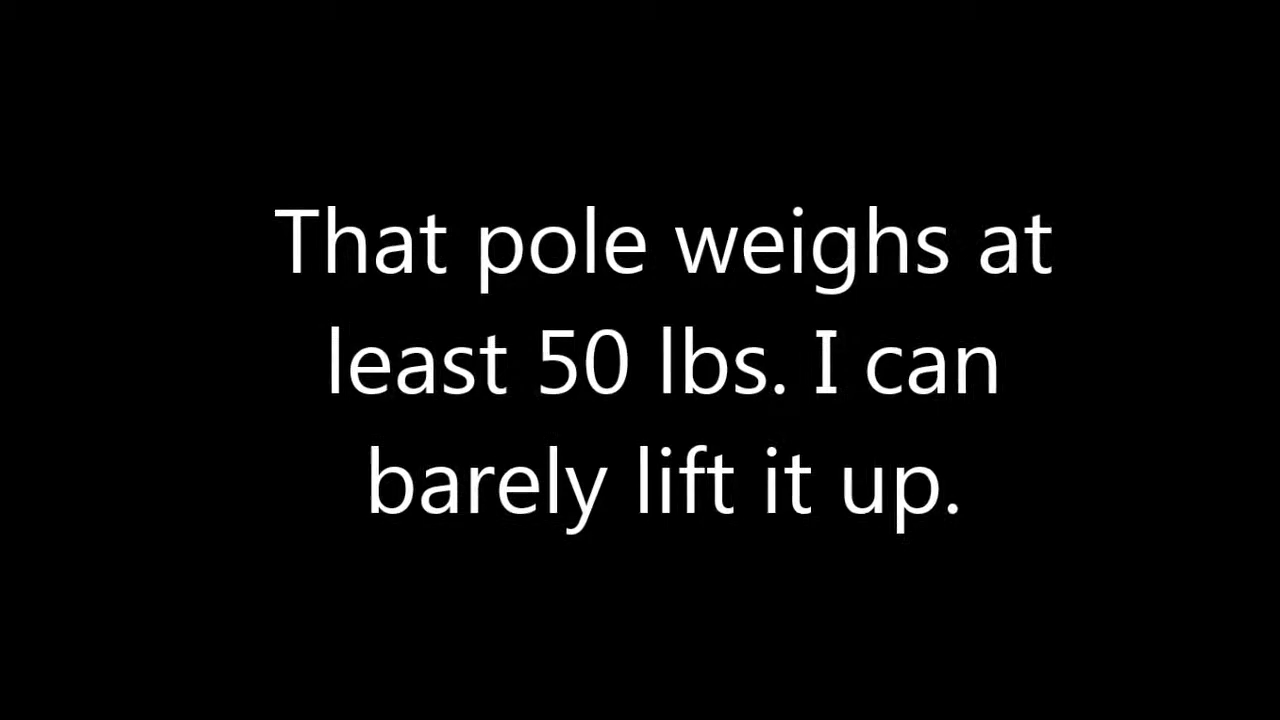 That pole weighs at
least 50 lbs. I can
barely lift it up.